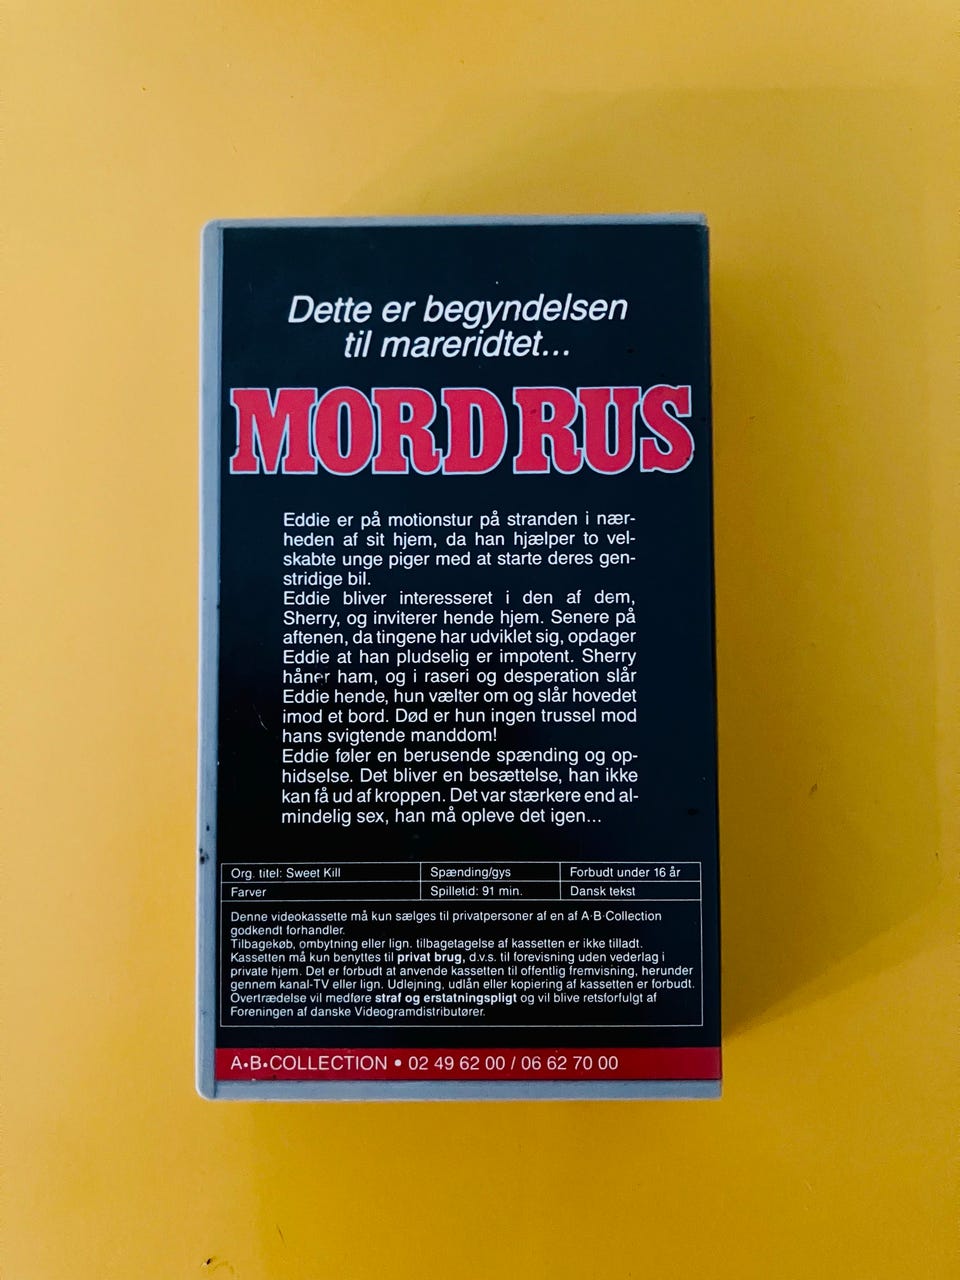 Dette er begyndelsen
til mareridtet...
MORDRUS
Eddie er på motionstur på stranden i nær-
heden af sit hjem, da han hjælper to vel-
skabte unge piger med at starte deres gen-
stridige bil.
Eddie bliver interesseret i den af dem,
Sherry, og inviterer hende hjem. Senere på
aftenen, da tingene har udviklet sig, opdager
Eddie at han pludselig er impotent. Sherry
håner ham, og i raseri og desperation slår
Eddie hende, hun vælter om og slår hovedet
imod et bord. Død er hun ingen trussel mod
hans svigtende manddom!
Eddie føler en berusende spænding og op-
hidselse. Det bliver en besættelse, han ikke
kan få ud af kroppen. Det var stærkere end al-
mindelig sex, han må opleve det igen...
Org. titel: Sweet Kill Spænding/gys Forbudt under 16 år
Farver Spilletid: 91 min. Dansk tekst
Denne videokassette må kun sælges til privatpersoner af en af A·B·Collection
godkendt forhandler.
Tilbagekøb, ombytning eller lign. tilbagetagelse af kassetten er ikke tilladt.
Kassetten må kun benyttes til privat brug, d.v.s. til forevisning uden vederlag i
private hjem. Det er forbudt at anvende kassetten til offentlig fremvisning, herunder
gennem kanal-TV eller lign. Udlejning, udlån eller kopiering af kassetten er forbudt.
Overtrædelse vil medføre straf og erstatningspligt og vil blive retsforfulgt af
Foreningen af danske Videogramdistributører.
A•B•COLLECTION • 02 49 62 00 / 06 62 70 00